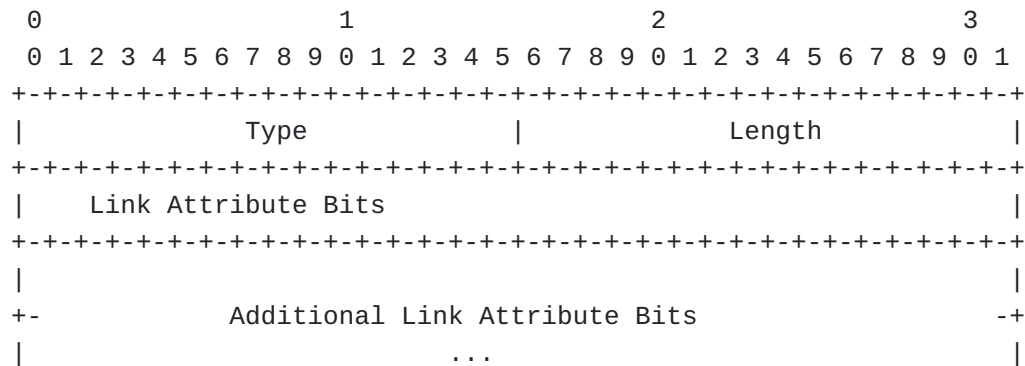 0                   1                   2                   3
 0 1 2 3 4 5 6 7 8 9 0 1 2 3 4 5 6 7 8 9 0 1 2 3 4 5 6 7 8 9 0 1
+-+-+-+-+-+-+-+-+-+-+-+-+-+-+-+-+-+-+-+-+-+-+-+-+-+-+-+-+-+-+-+-+
|              Type             |             Length            |
+-+-+-+-+-+-+-+-+-+-+-+-+-+-+-+-+-+-+-+-+-+-+-+-+-+-+-+-+-+-+-+-+
|    Link Attribute Bits                                        |
+-+-+-+-+-+-+-+-+-+-+-+-+-+-+-+-+-+-+-+-+-+-+-+-+-+-+-+-+-+-+-+-+
|                                                               |
+-            Additional Link Attribute Bits                   -+
|                           ...                                 |